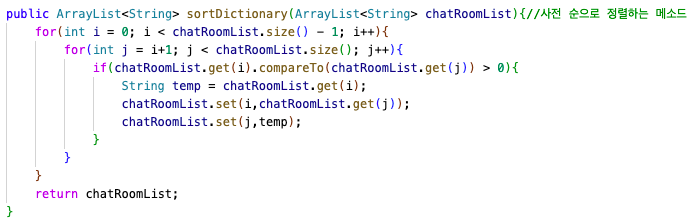 public ArrayList<String> sortDictionary(ArrayList<String> chatRoomList){//사전 순으로 정렬하는 메소드
    for(int i = 0; i < chatRoomList.size() - 1; i++){
        for(int j = i+1; j < chatRoomList.size(); j++){
            if(chatRoomList.get(i).compareTo(chatRoomList.get(j)) > 0){
                String temp = chatRoomList.get(i);
                chatRoomList.set(i,chatRoomList.get(j));
                chatRoomList.set(j,temp);
            }
        }
    }
    return chatRoomList;
}